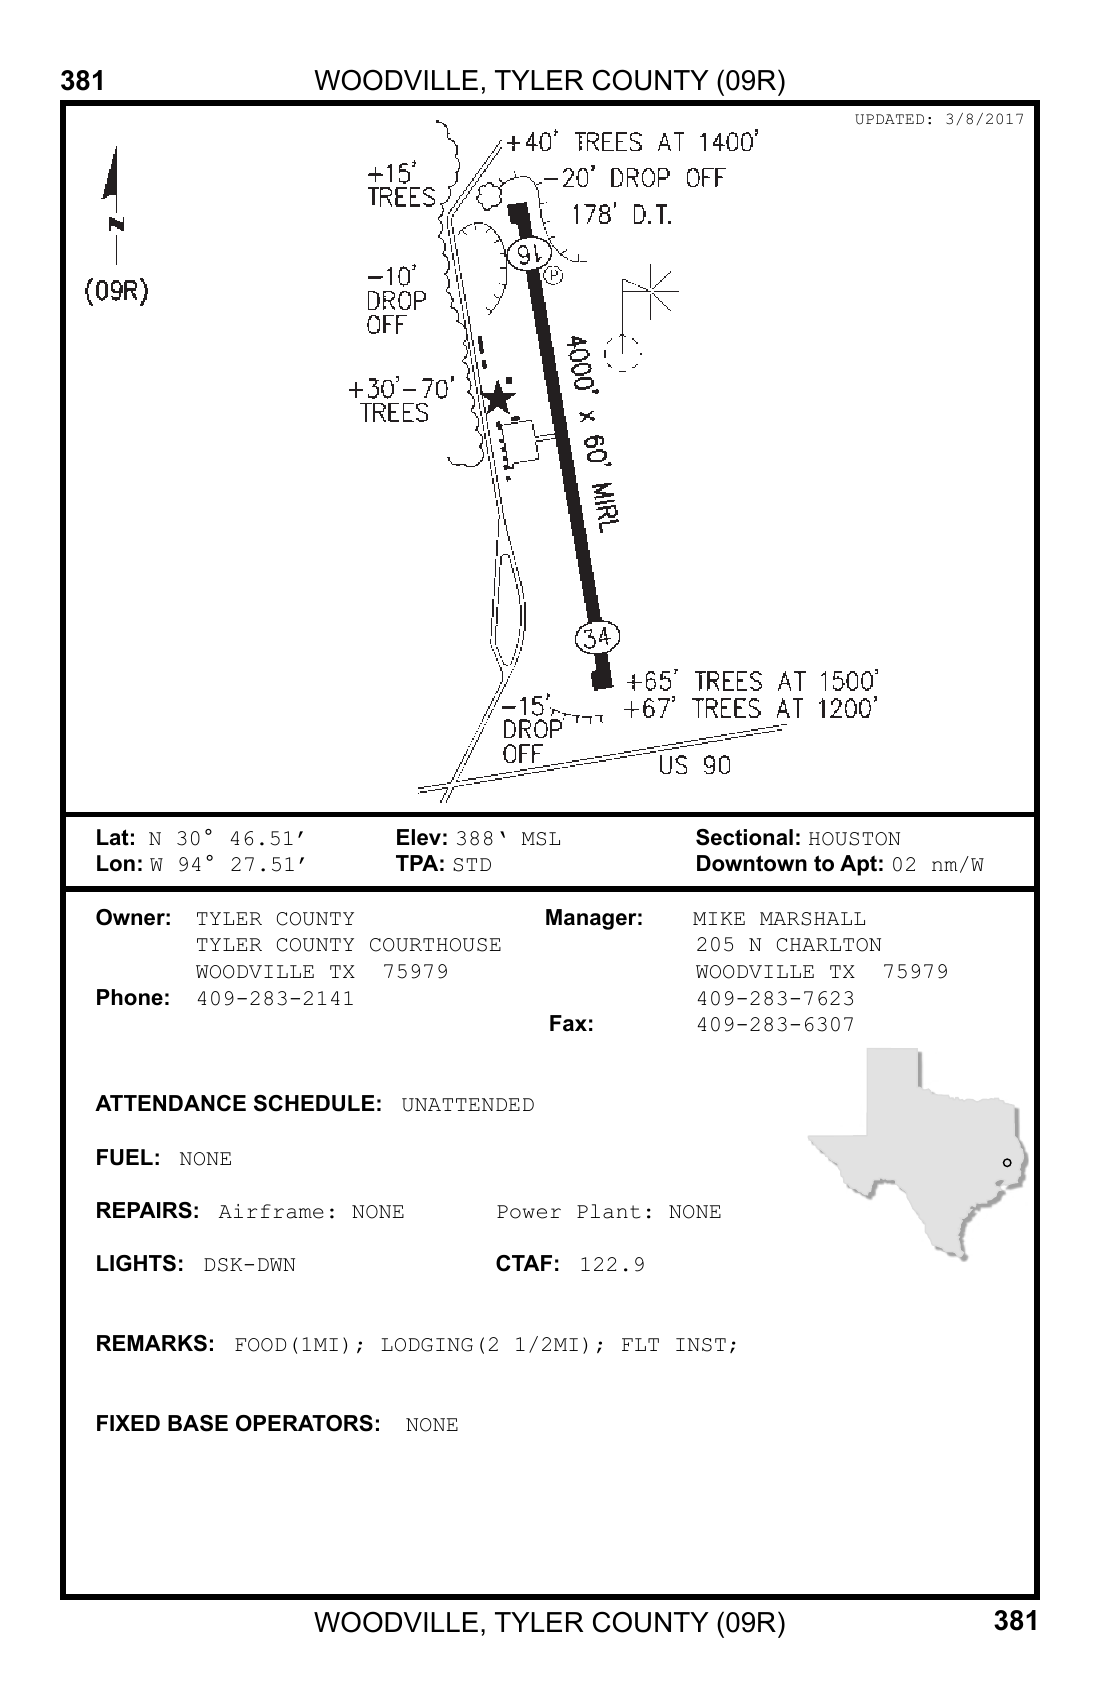 381 WOODVILLE, TYLER COUNTY (09R)
UPDATED: 3/8/2017
+40' TREES AT 1400'
+15'
TREES
-20' DROP OFF
178' D.T.
N
(09R)
16
P
-10'
DROP
OFF
4000' x 60' MIRL
+30'-70'
TREES
34
+65' TREES AT 1500'
+67' TREES AT 1200'
-15'
DROP
OFF
US 90
Lat: N 30° 46.51′ Elev: 388‘ MSL Sectional: HOUSTON
Lon: W 94° 27.51′ TPA: STD Downtown to Apt: 02 nm/W
Owner: TYLER COUNTY Manager: MIKE MARSHALL
TYLER COUNTY COURTHOUSE 205 N CHARLTON
WOODVILLE TX 75979 WOODVILLE TX 75979
Phone: 409-283-2141 409-283-7623
Fax: 409-283-6307
ATTENDANCE SCHEDULE: UNATTENDED
FUEL: NONE
REPAIRS: Airframe: NONE Power Plant: NONE
LIGHTS: DSK-DWN CTAF: 122.9
REMARKS: FOOD(1MI); LODGING(2 1/2MI); FLT INST;
FIXED BASE OPERATORS: NONE
WOODVILLE, TYLER COUNTY (09R) 381